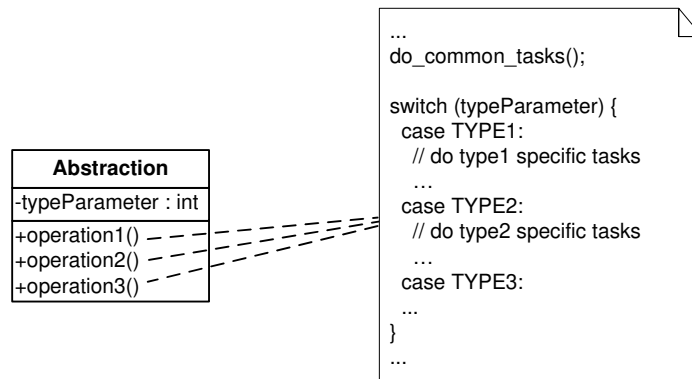 Abstraction
-typeParameter : int
+operation1()
+operation2()
+operation3()
...
do_common_tasks();
switch (typeParameter) {
case TYPE1:
// do type1 specific tasks
…
case TYPE2:
// do type2 specific tasks
…
case TYPE3:
...
}
...